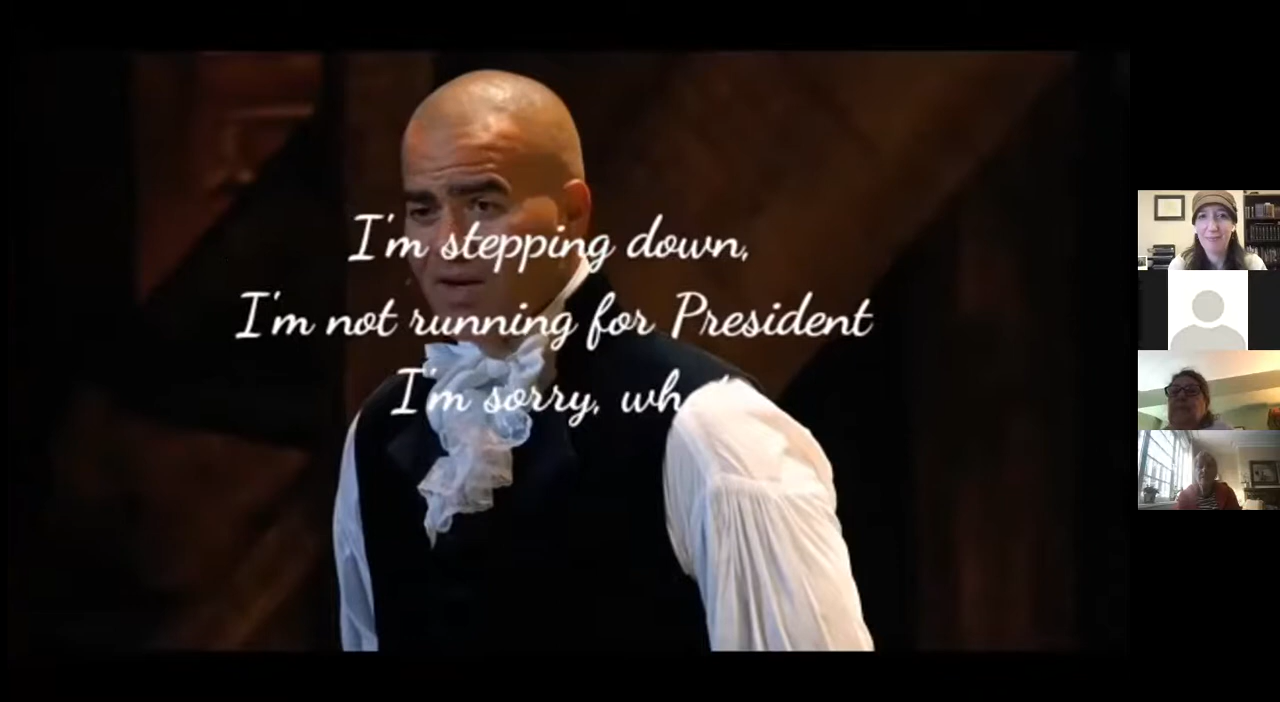 I'm stepping down,
I'm not running for President
I'm sorry,